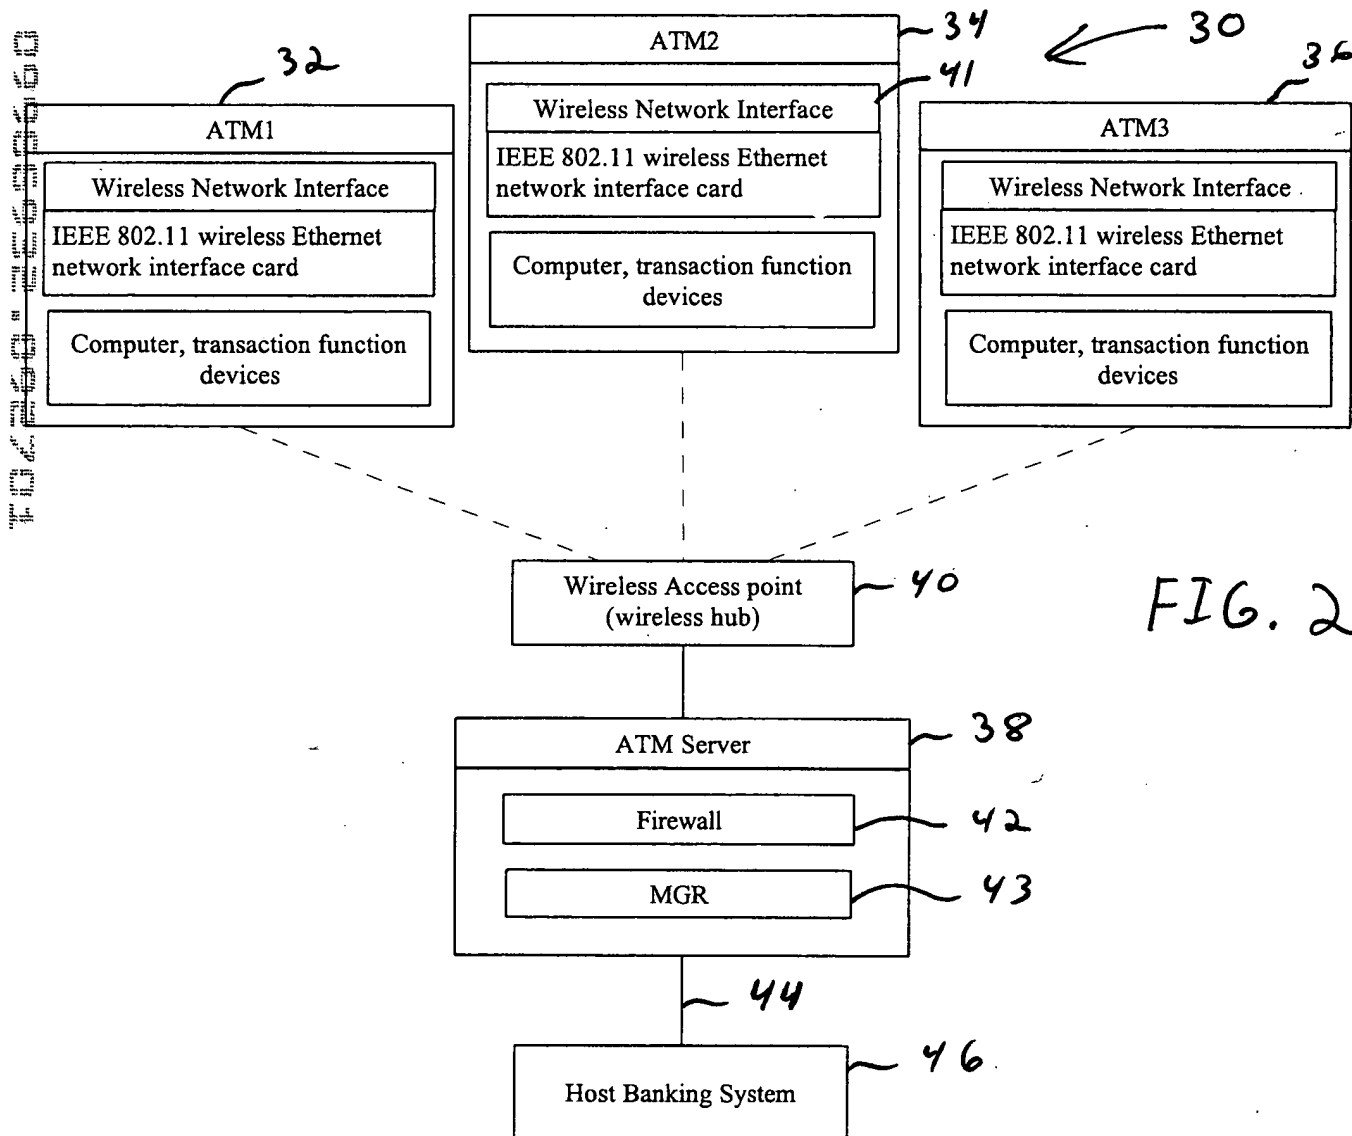 34
ATM2
30
32
36
41
Wireless Network Interface
ATM1
ATM3
IEEE 802.11 wireless Ethernet
network interface card
Wireless Network Interface
Wireless Network Interface
IEEE 802.11 wireless Ethernet
network interface card
IEEE 802.11 wireless Ethernet
network interface card
Computer, transaction function
devices
Computer, transaction function
devices
Computer, transaction function
devices
Wireless Access point
(wireless hub)
40
FIG. 2
ATM Server
38
Firewall
42
MGR
43
44
Host Banking System
46